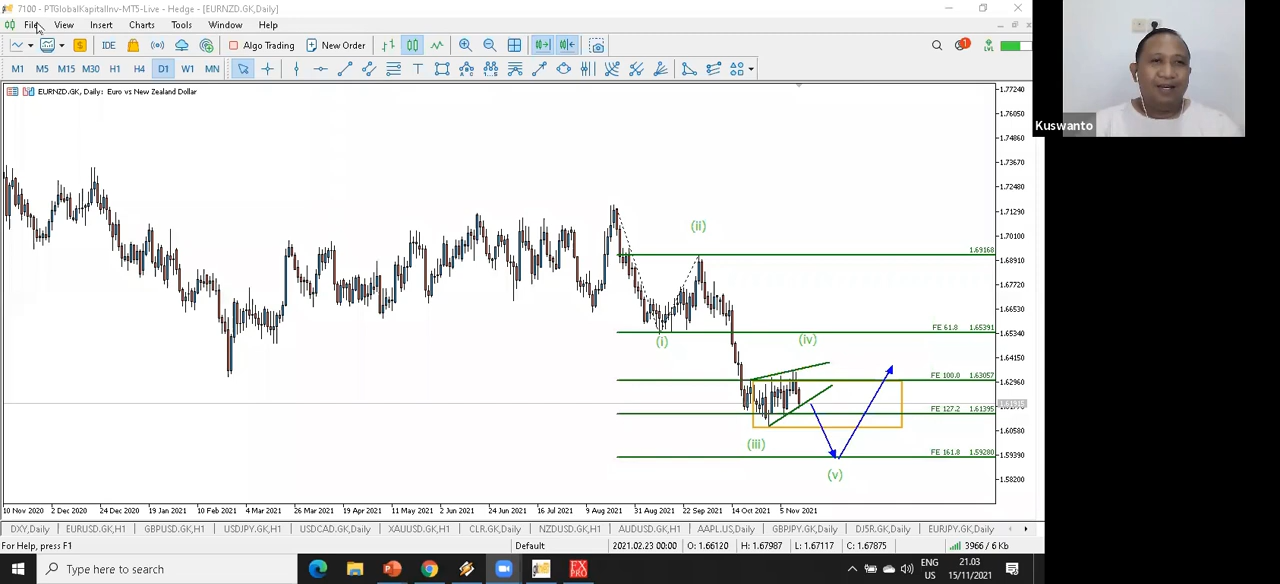 7100 - PTGlobalKapitalInv-MT5-Live - Hedge - [EURNZD.GK,Daily]
File View Insert Charts Tools Window Help
IDE Algo Trading New Order 1 LVL
M1 M5 M15 M30 H1 H4 D1 W1 MN T
EURNZD.GK, Daily: Euro vs New Zealand Dollar
1.77240
1.76050
1.74860
1.73670
1.72480
1.71290
1.70100
1.68910
1.67720
1.66530
1.65340
1.64150
1.62960
1.61915
1.60580
1.59390
1.58200
(ii)
1.69168
FE 61.8 1.65391
(i)
(iv)
FE 100.0 1.63057
FE 127.2 1.61395
(iii)
FE 161.8 1.59280
(v)
10 Nov 2020 2 Dec 2020 24 Dec 2020 19 Jan 2021 10 Feb 2021 4 Mar 2021 26 Mar 2021 19 Apr 2021 11 May 2021 2 Jun 2021 24 Jun 2021 16 Jul 2021 9 Aug 2021 31 Aug 2021 22 Sep 2021 14 Oct 2021 5 Nov 2021
DXY,Daily EURUSD.GK,H1 GBPUSD.GK,H1 USDJPY.GK,H1 USDCAD.GK,Daily XAUUSD.GK,H1 CLR.GK,Daily NZDUSD.GK,H1 AUDUSD.GK,H1 AAPL.US,Daily GBPJPY.GK,Daily DJ5R.GK,Daily EURJPY.GK,Daily
For Help, press F1 Default 2021.02.23 00:00 O: 1.66120 H: 1.67987 L: 1.67117 C: 1.67875 3966 / 6 Kb
Type here to search
FX PRO
ENG
US
21.03
15/11/2021
Kuswanto